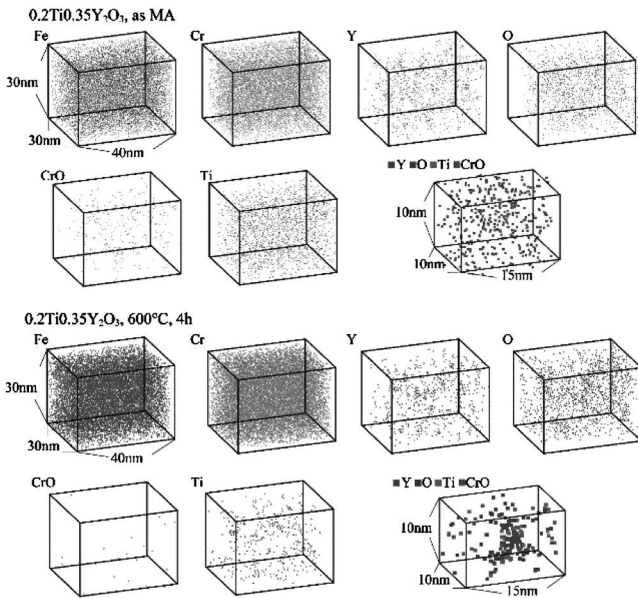 0.2Ti0.35Y₂O₃, as MA
Fe Cr Y O
30nm
30nm
40nm
CrO Ti ■Y ■O ■Ti ■CrO
10nm
10nm
15nm
0.2Ti0.35Y₂O₃, 600°C, 4h
Fe Cr Y O
30nm
30nm
40nm
CrO Ti ■Y ■O ■Ti ■CrO
10nm
10nm
15nm